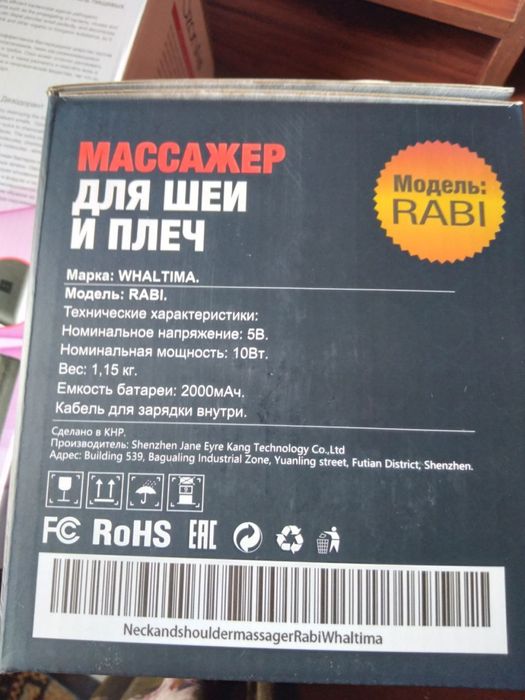 МАССАЖЕР
ДЛЯ ШЕИ
И ПЛЕЧ
Модель:
RABI
Марка: WHALTIMA.
Модель: RABI.
Технические характеристики:
Номинальное напряжение: 5В.
Номинальная мощность: 10Вт.
Вес: 1,15 кг.
Емкость батареи: 2000мАч.
Кабель для зарядки внутри.
Сделано в КНР.
Производитель: Shenzhen Jane Eyre Kang Technology Co.,Ltd
Адрес: Building 539, Bagualing Industrial Zone, Yuanling street, Futian District, Shenzhen.
FC RoHS EAC
NeckandshouldermassagerRabiWhaltima